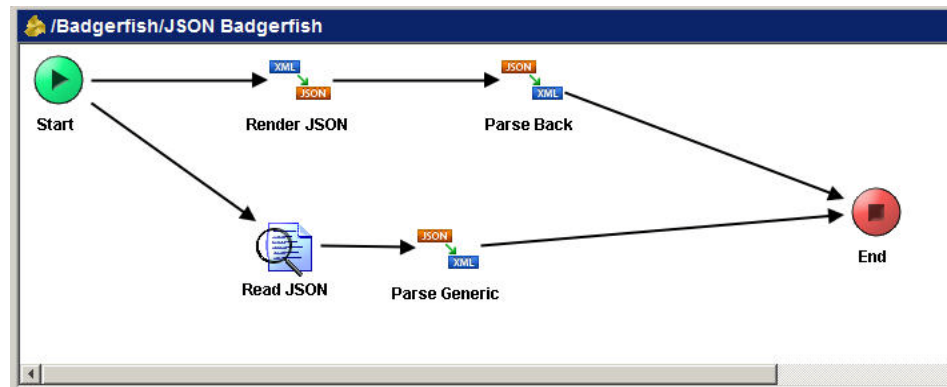 /Badgerfish/JSON Badgerfish
XML
JSON
JSON
XML
Start
Render JSON
Parse Back
JSON
XML
End
Read JSON
Parse Generic